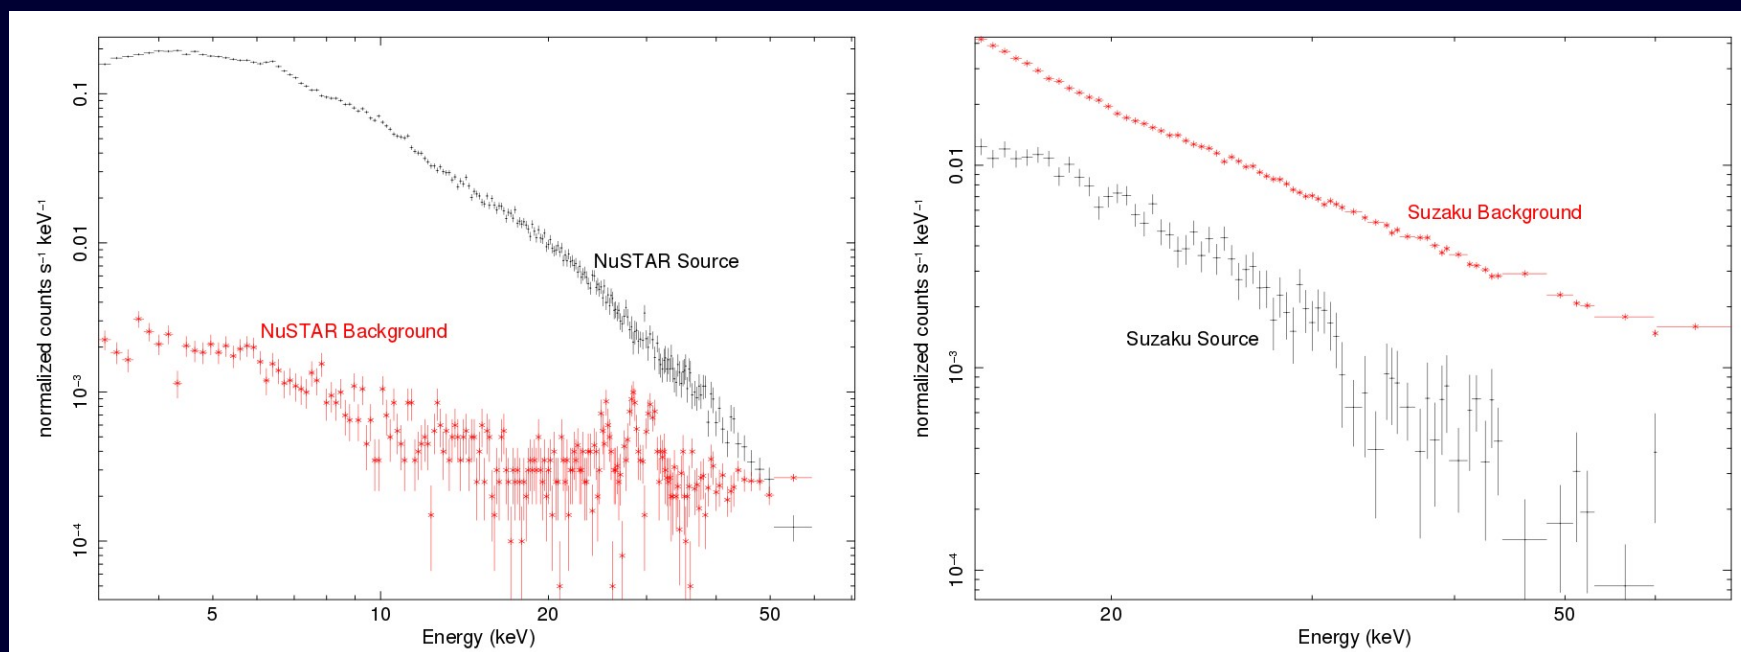 normalized counts s⁻¹ keV⁻¹
0.1
0.01
10⁻³
10⁻⁴
NuSTAR Source
NuSTAR Background
5 10 20 50
Energy (keV)
normalized counts s⁻¹ keV⁻¹
0.01
10⁻³
10⁻⁴
Suzaku Background
Suzaku Source
20 50
Energy (keV)